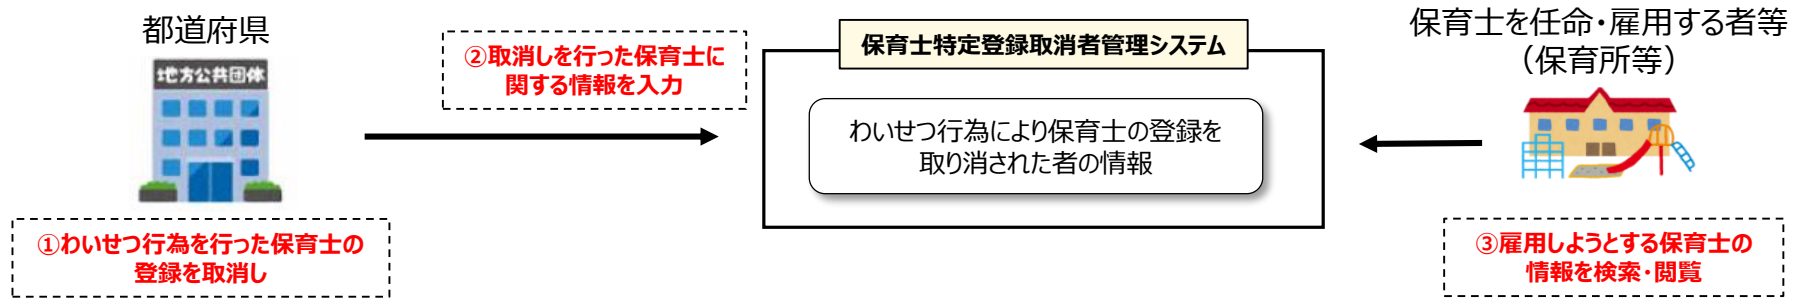 都道府県
地方公共団体
①わいせつ行為を行った保育士の
登録を取消し
②取消しを行った保育士に
関する情報を入力
保育士特定登録取消者管理システム
わいせつ行為により保育士の登録を
取り消された者の情報
保育士を任命・雇用する者等
（保育所等）
③雇用しようとする保育士の
情報を検索・閲覧